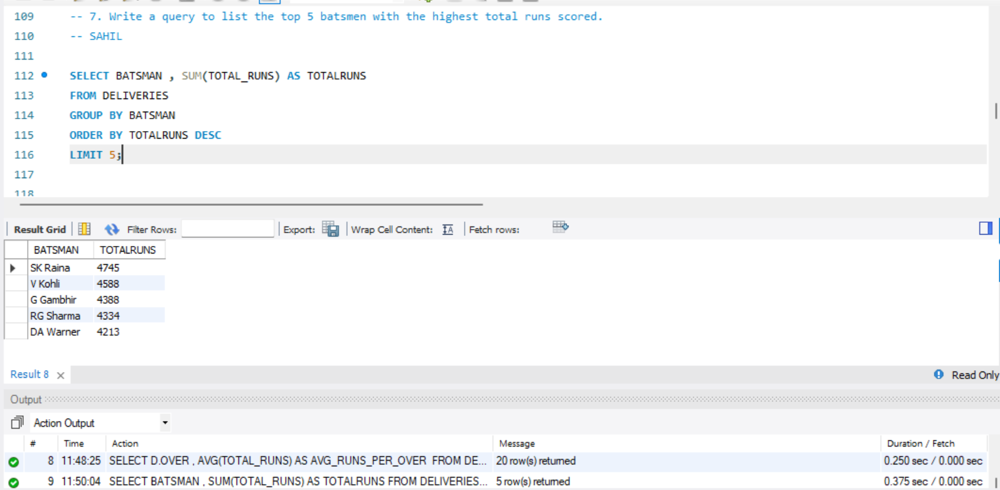 109 -- 7. Write a query to list the top 5 batsmen with the highest total runs scored.
110 -- SAHIL
111
112 SELECT BATSMAN , SUM(TOTAL_RUNS) AS TOTALRUNS
113 FROM DELIVERIES
114 GROUP BY BATSMAN
115 ORDER BY TOTALRUNS DESC
116 LIMIT 5;
117
118
Result Grid Filter Rows: Export: Wrap Cell Content: Fetch rows:
BATSMAN TOTALRUNS
SK Raina 4745
V Kohli 4588
G Gambhir 4388
RG Sharma 4334
DA Warner 4213
Result 8 Read Only
Output
Action Output
# Time Action Message Duration / Fetch
8 11:48:25 SELECT D.OVER , AVG(TOTAL_RUNS) AS AVG_RUNS_PER_OVER FROM DE... 20 row(s) returned 0.250 sec / 0.000 sec
9 11:50:04 SELECT BATSMAN , SUM(TOTAL_RUNS) AS TOTALRUNS FROM DELIVERIES... 5 row(s) returned 0.375 sec / 0.000 sec